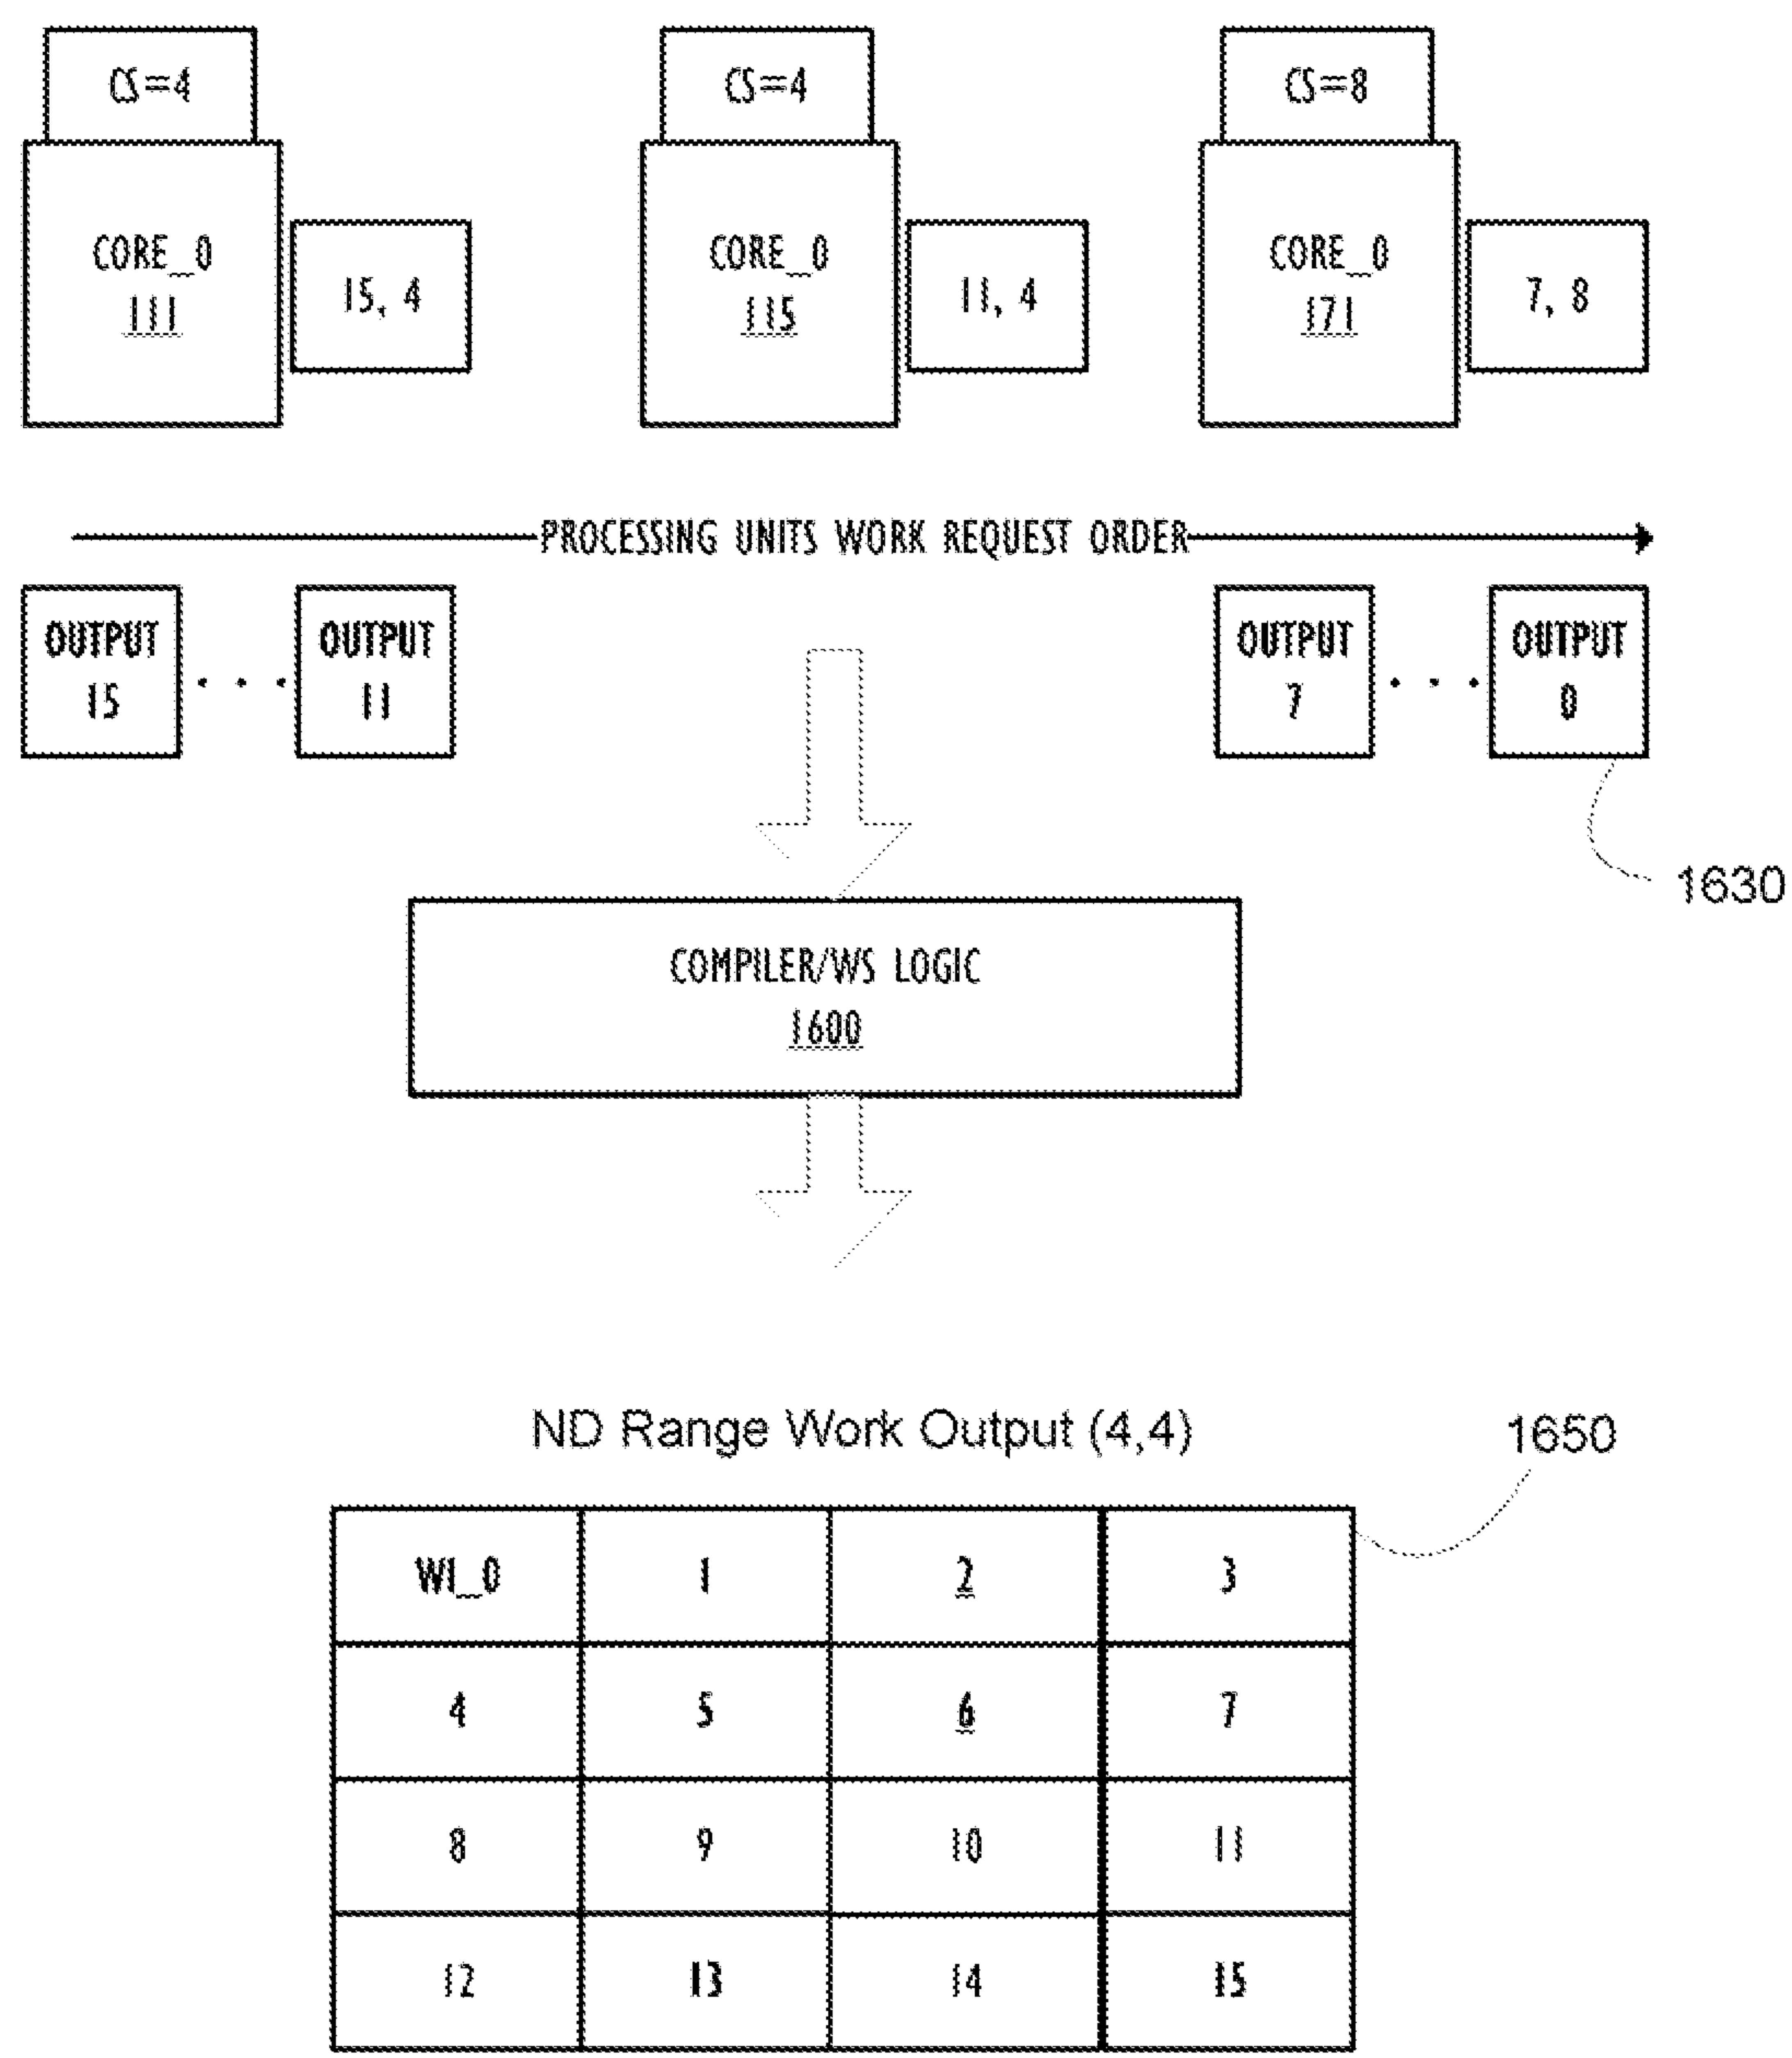 CS=4
CS=4
CS=8
CORE_0
111
15, 4
CORE_0
115
11, 4
CORE_0
171
7, 8
PROCESSING UNITS WORK REQUEST ORDER
OUTPUT
15
. . .
OUTPUT
11
OUTPUT
7
. . .
OUTPUT
0
1630
COMPILER/WS LOGIC
1600
ND Range Work Output (4,4)
1650
WI_0 1 2 3
4 5 6 7
8 9 10 11
12 13 14 15